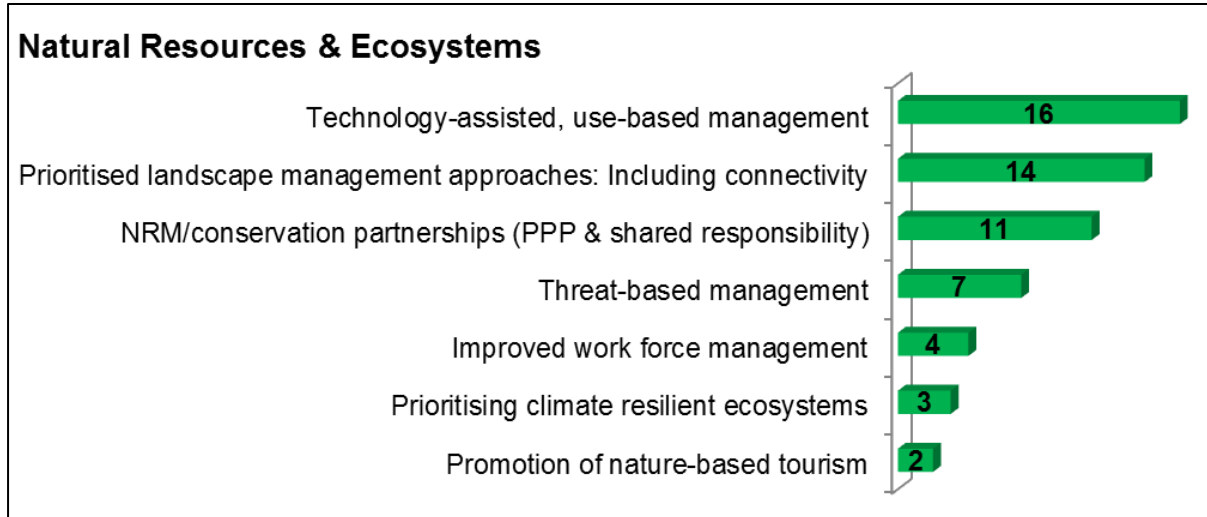 Natural Resources & Ecosystems
Technology-assisted, use-based management 16
Prioritised landscape management approaches: Including connectivity 14
NRM/conservation partnerships (PPP & shared responsibility) 11
Threat-based management 7
Improved work force management 4
Prioritising climate resilient ecosystems 3
Promotion of nature-based tourism 2